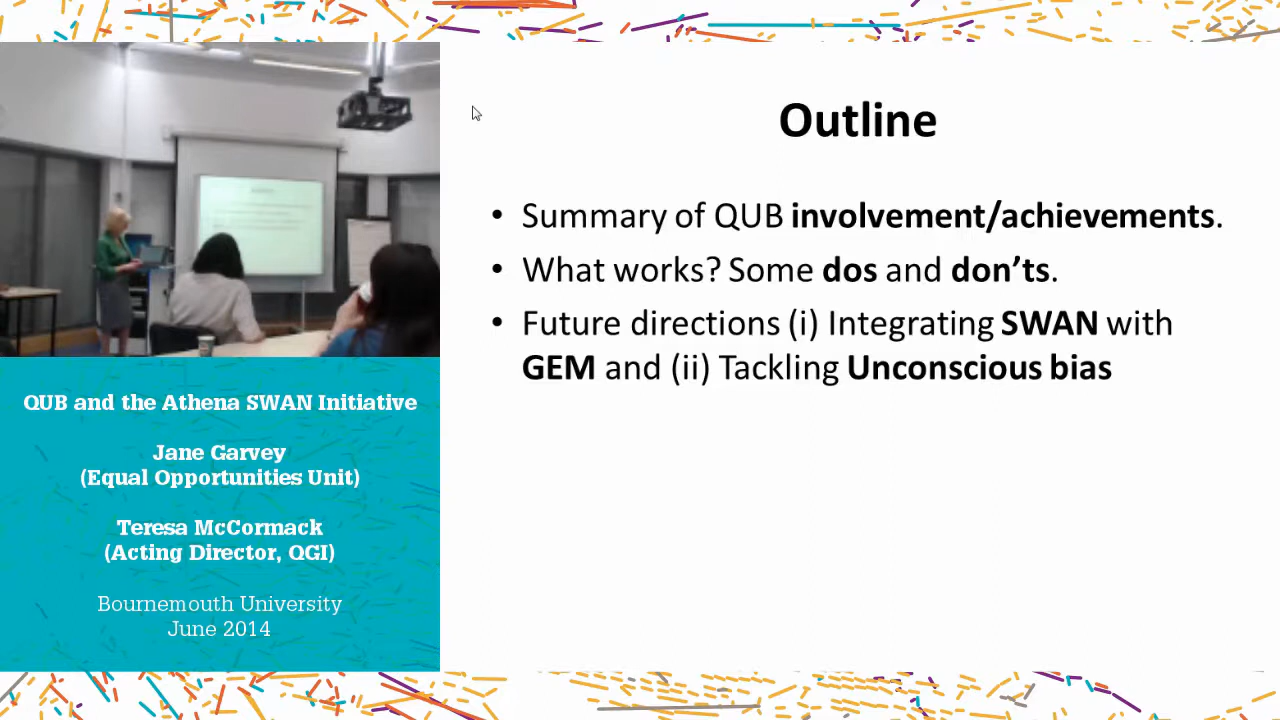 Outline
• Summary of QUB involvement/achievements.
• What works? Some dos and don’ts.
• Future directions (i) Integrating SWAN with
GEM and (ii) Tackling Unconscious bias
QUB and the Athena SWAN Initiative
Jane Garvey
(Equal Opportunities Unit)
Teresa McCormack
(Acting Director, QGI)
Bournemouth University
June 2014